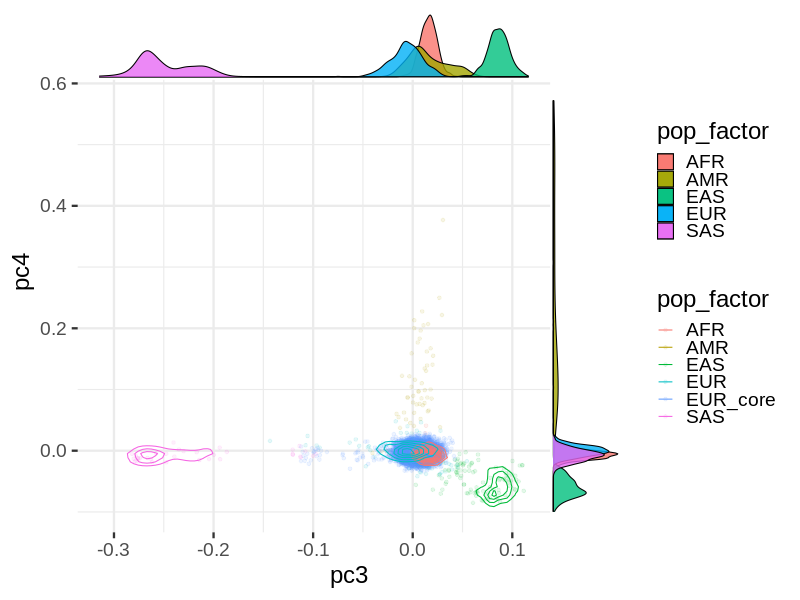 0.6
0.4
0.2
0.0
pc4
-0.3
-0.2
-0.1
0.0
0.1
pc3
pop_factor
AFR
AMR
EAS
EUR
SAS
pop_factor
AFR
AMR
EAS
EUR
EUR_core
SAS